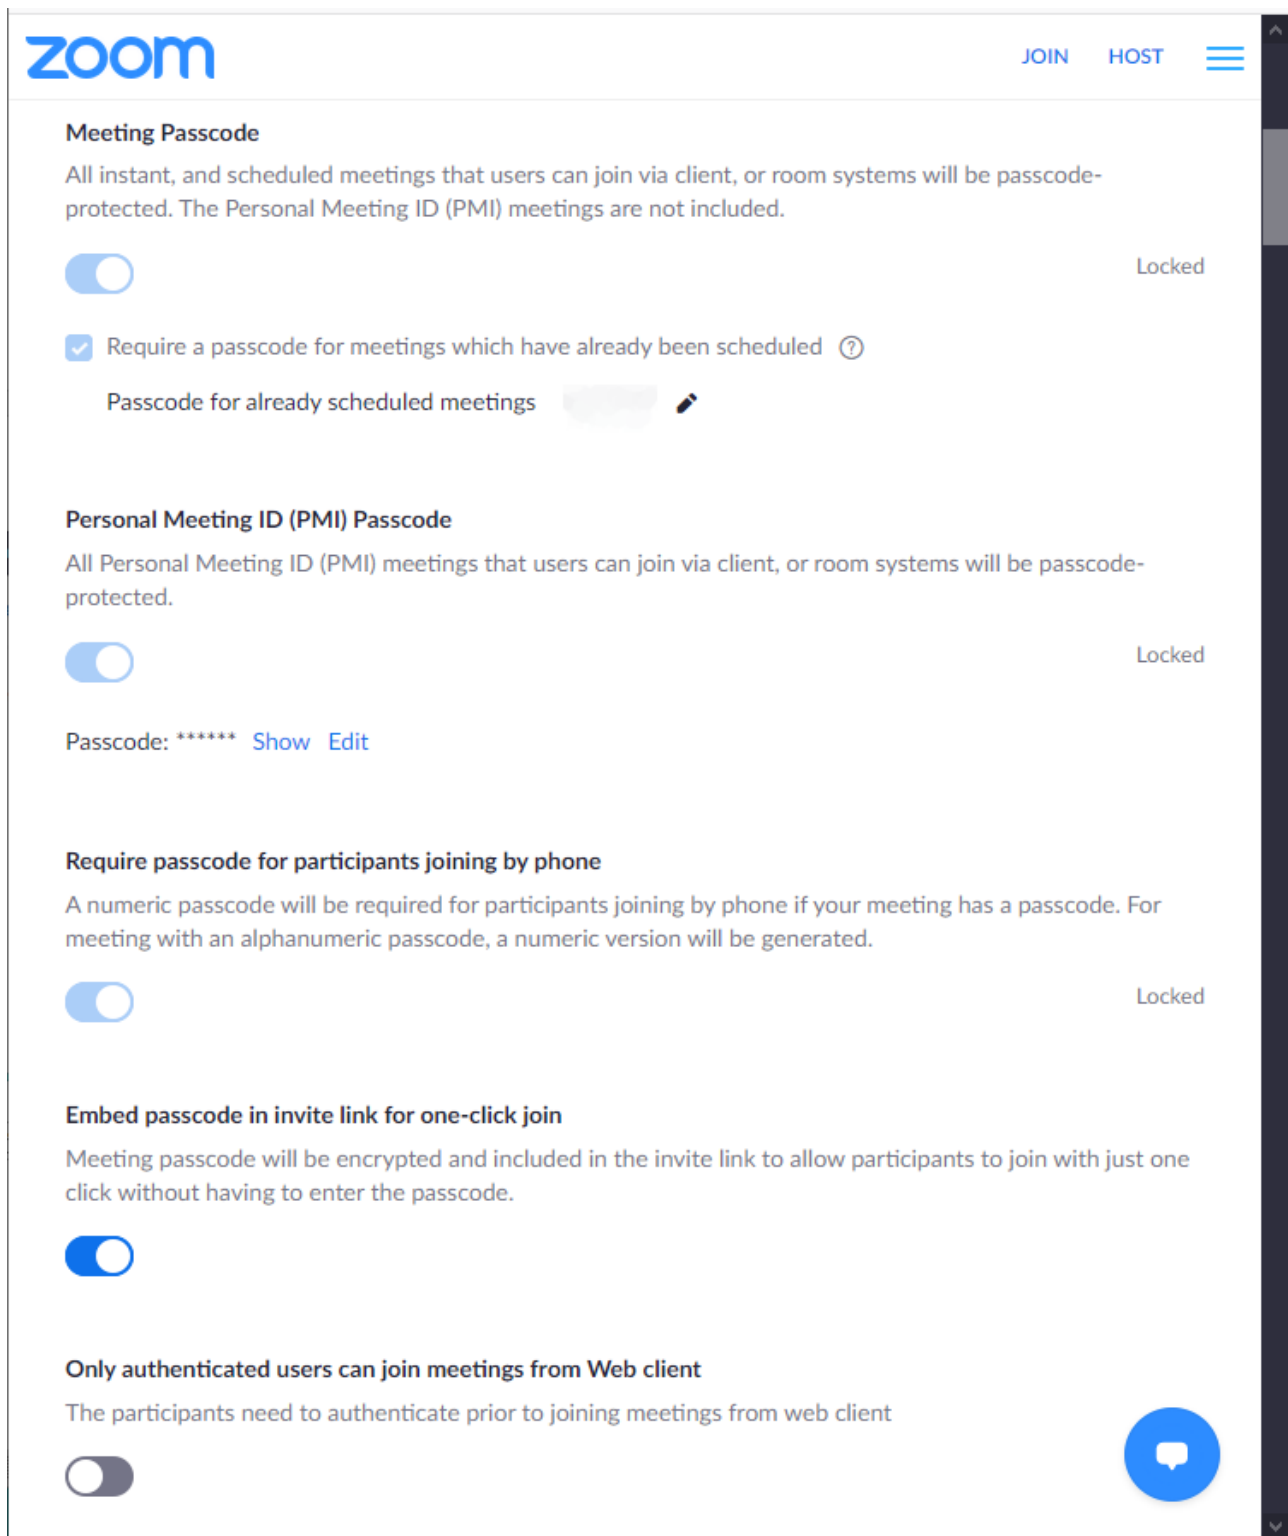 zoom
JOIN HOST
Meeting Passcode
All instant, and scheduled meetings that users can join via client, or room systems will be passcode-
protected. The Personal Meeting ID (PMI) meetings are not included.
Locked
Require a passcode for meetings which have already been scheduled ?
Passcode for already scheduled meetings
Personal Meeting ID (PMI) Passcode
All Personal Meeting ID (PMI) meetings that users can join via client, or room systems will be passcode-
protected.
Locked
Passcode: ****** Show Edit
Require passcode for participants joining by phone
A numeric passcode will be required for participants joining by phone if your meeting has a passcode. For
meeting with an alphanumeric passcode, a numeric version will be generated.
Locked
Embed passcode in invite link for one-click join
Meeting passcode will be encrypted and included in the invite link to allow participants to join with just one
click without having to enter the passcode.
Only authenticated users can join meetings from Web client
The participants need to authenticate prior to joining meetings from web client